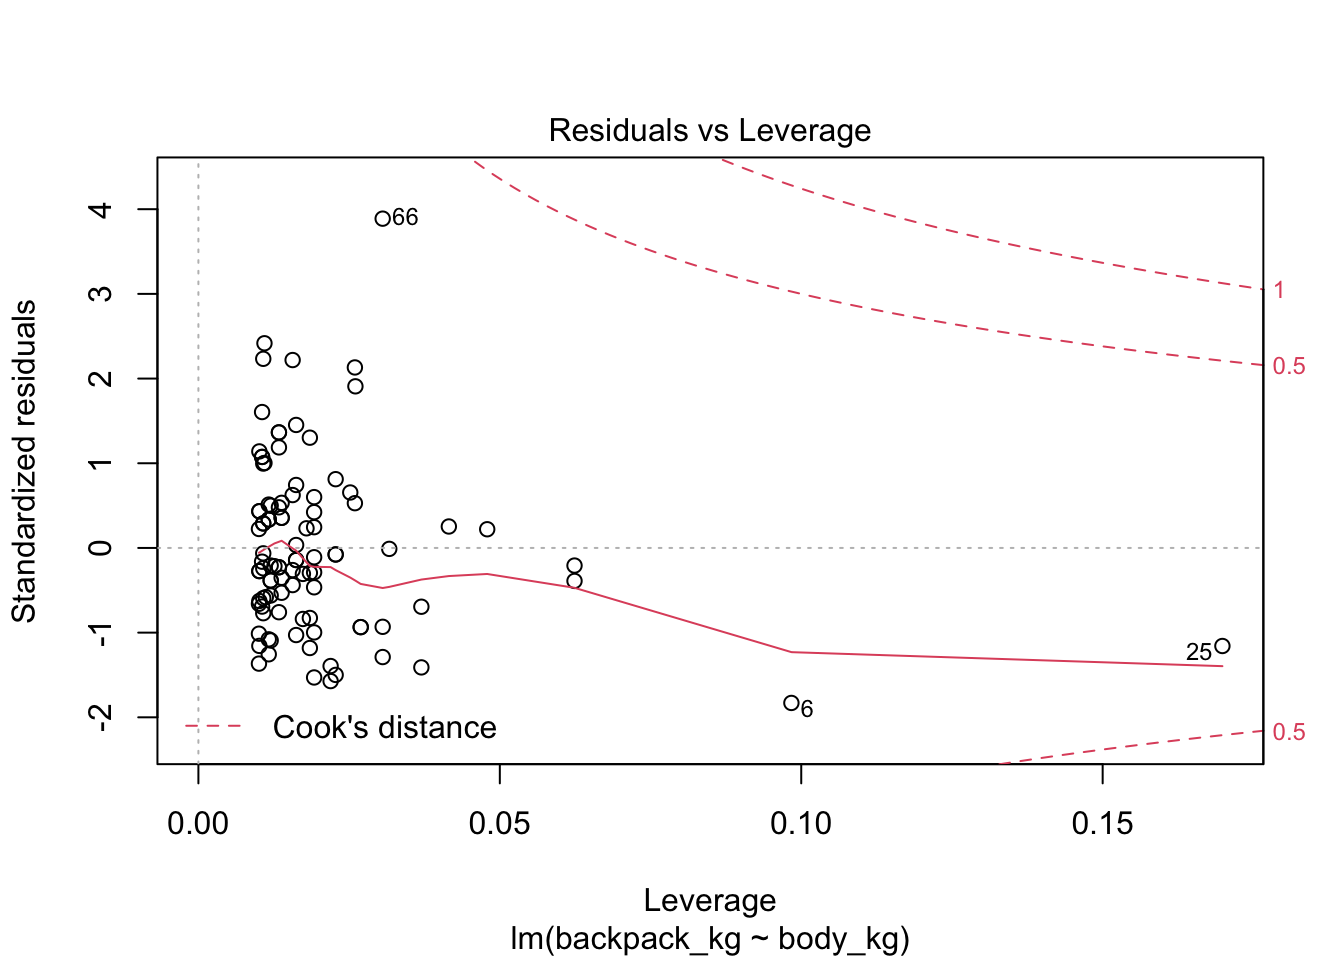 Residuals vs Leverage
Standardized residuals
4
3
2
1
0
-1
-2
66
25
6
1
0.5
0.5
Cook's distance
0.00 0.05 0.10 0.15
Leverage
lm(backpack_kg ~ body_kg)